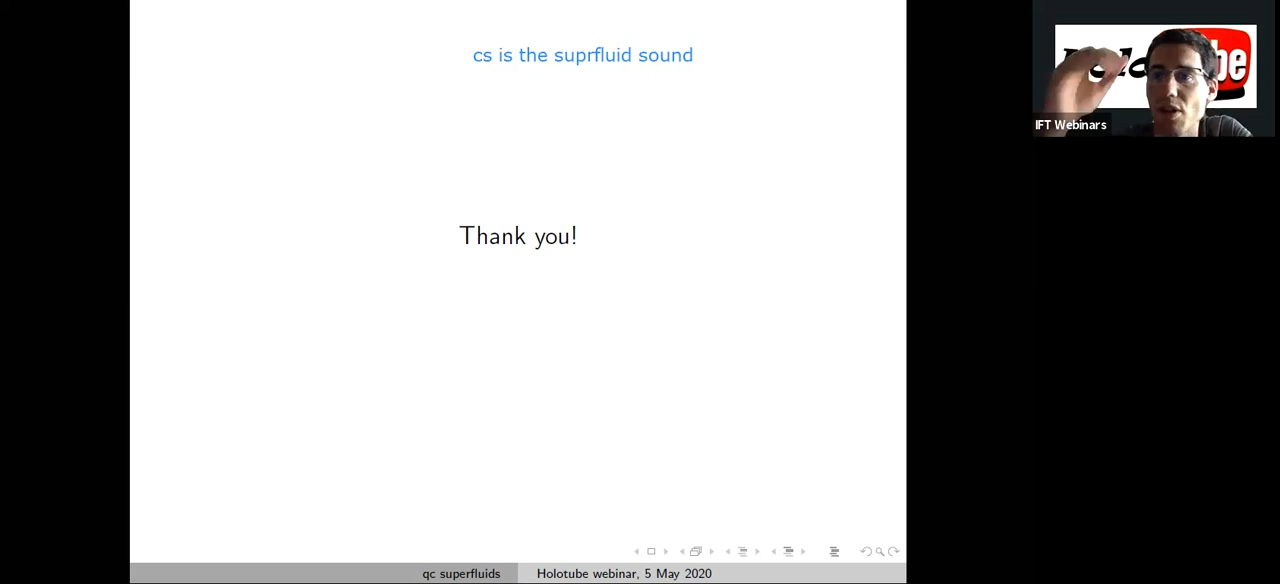 cs is the suprfluid sound
Thank you!
qc superfluids
Holotube webinar, 5 May 2020
IFT Webinars